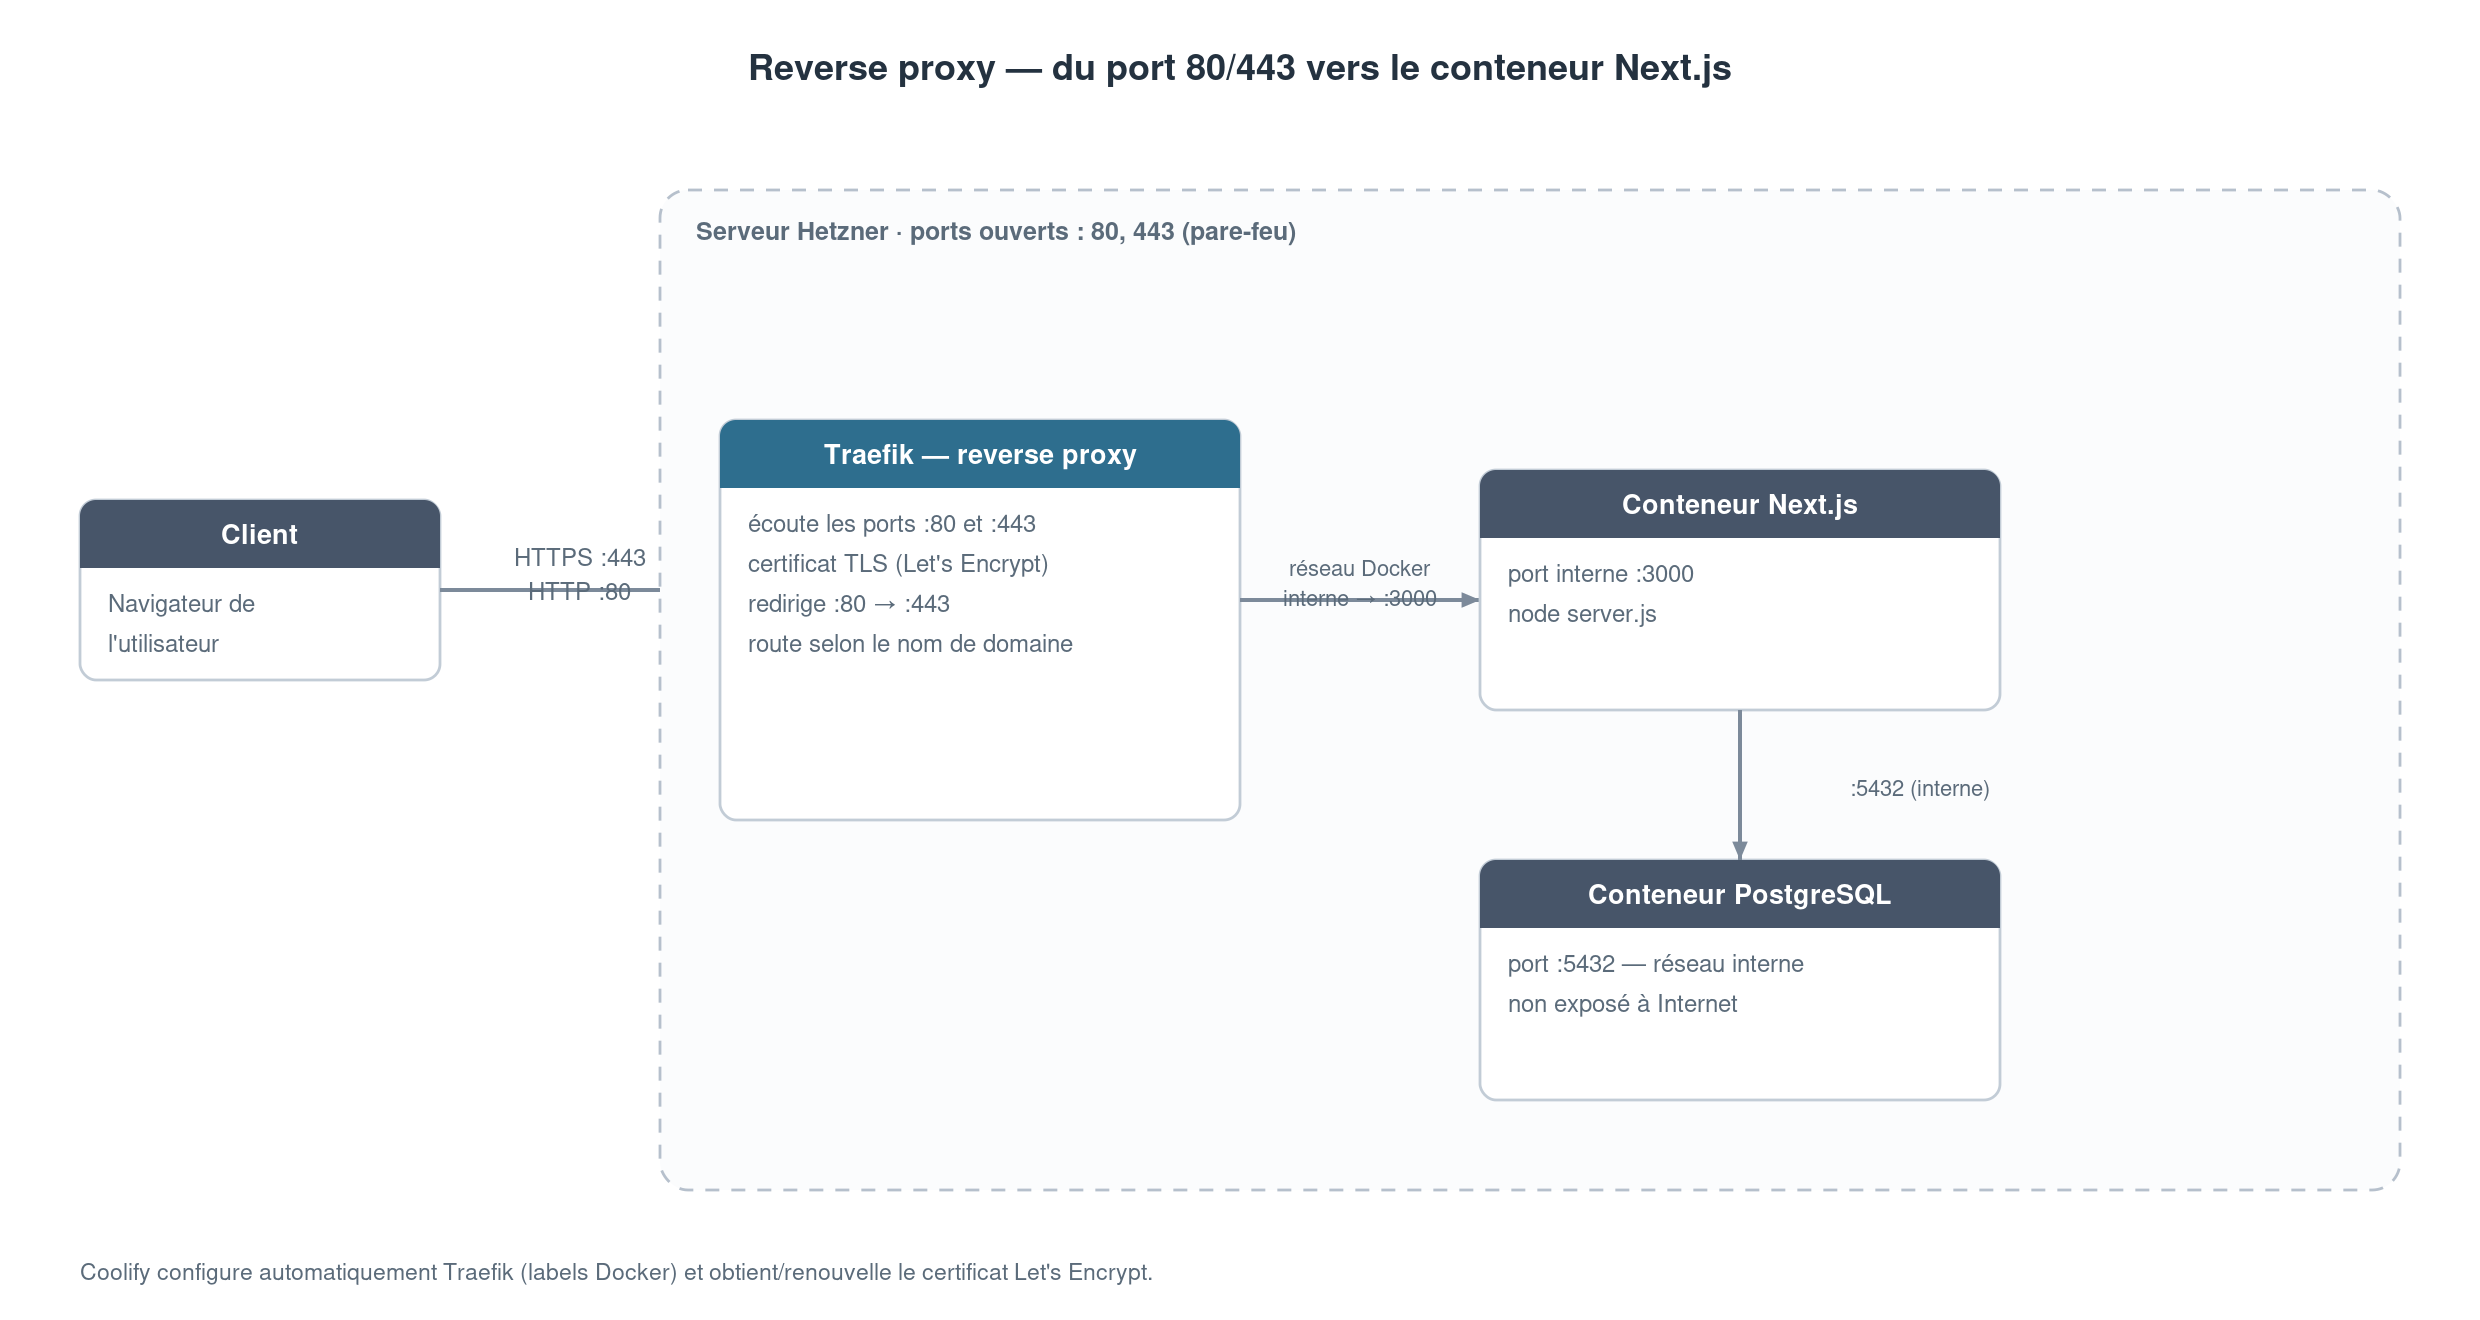 Reverse proxy — du port 80/443 vers le conteneur Next.js
Serveur Hetzner · ports ouverts : 80, 443 (pare-feu)
Client
Navigateur de
l'utilisateur
HTTPS :443
HTTP :80
Traefik — reverse proxy
écoute les ports :80 et :443
certificat TLS (Let's Encrypt)
redirige :80 → :443
route selon le nom de domaine
réseau Docker
interne → :3000
Conteneur Next.js
port interne :3000
node server.js
:5432 (interne)
Conteneur PostgreSQL
port :5432 — réseau interne
non exposé à Internet
Coolify configure automatiquement Traefik (labels Docker) et obtient/renouvelle le certificat Let's Encrypt.